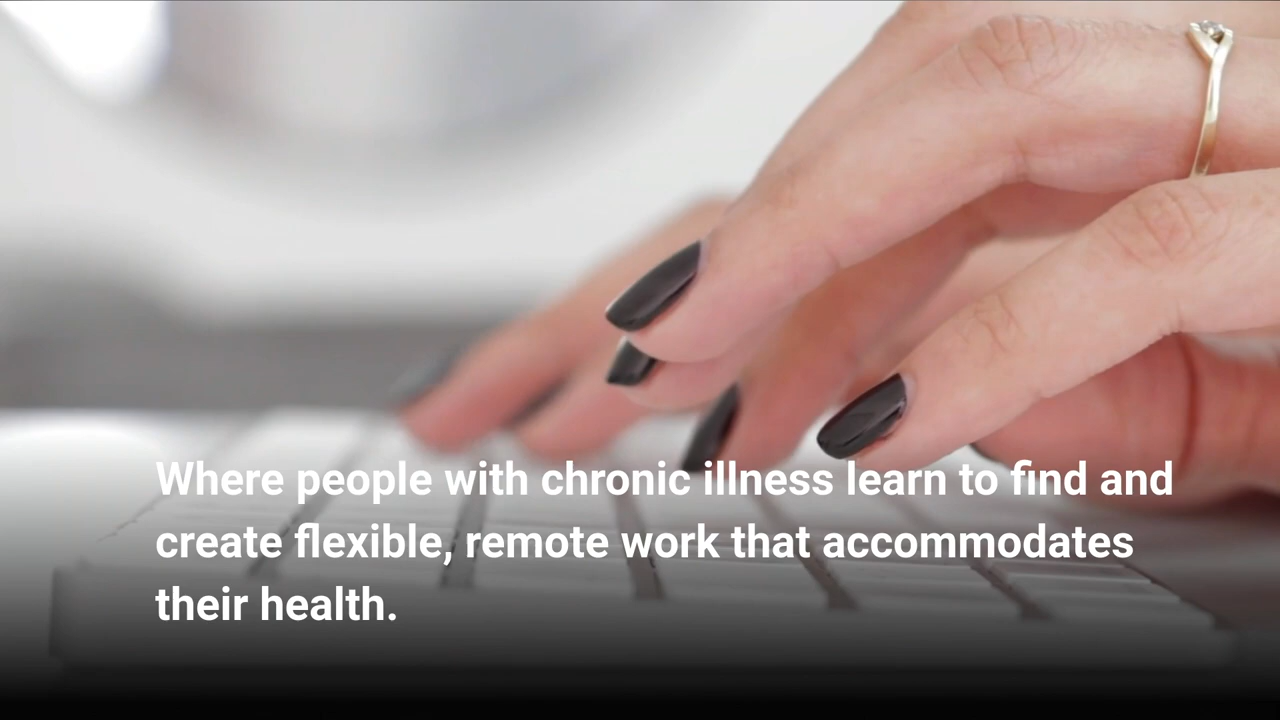 Where people with chronic illness learn to find and
create flexible, remote work that accommodates
their health.